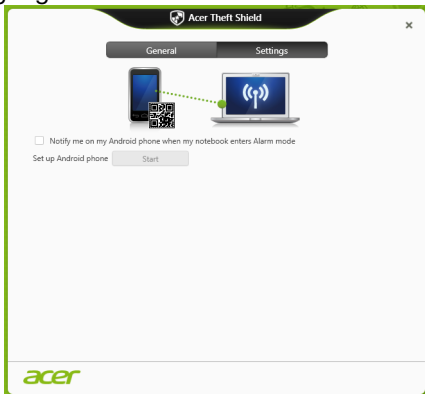 Acer Theft Shield
General Settings
Notify me on my Android phone when my notebook enters Alarm mode
Set up Android phone Start
acer